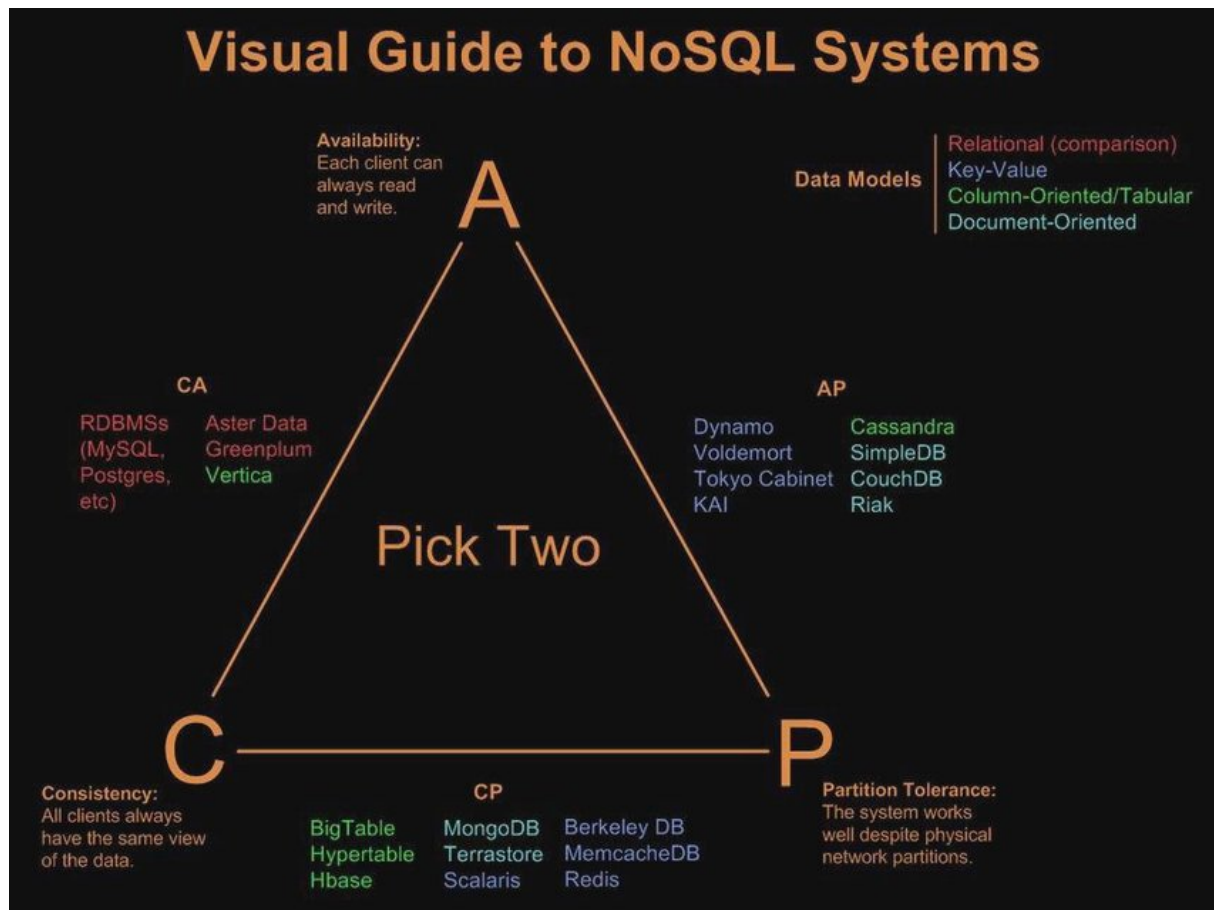 Visual Guide to NoSQL Systems
Availability:
Each client can
always read
and write.
A
Data Models
Relational (comparison)
Key-Value
Column-Oriented/Tabular
Document-Oriented
CA
RDBMSs
(MySQL,
Postgres,
etc)
Aster Data
Greenplum
Vertica
AP
Dynamo
Voldemort
Tokyo Cabinet
KAI
Cassandra
SimpleDB
CouchDB
Riak
Pick Two
C
Consistency:
All clients always
have the same view
of the data.
CP
BigTable
Hypertable
Hbase
MongoDB
Terrastore
Scalaris
Berkeley DB
MemcacheDB
Redis
P
Partition Tolerance:
The system works
well despite physical
network partitions.